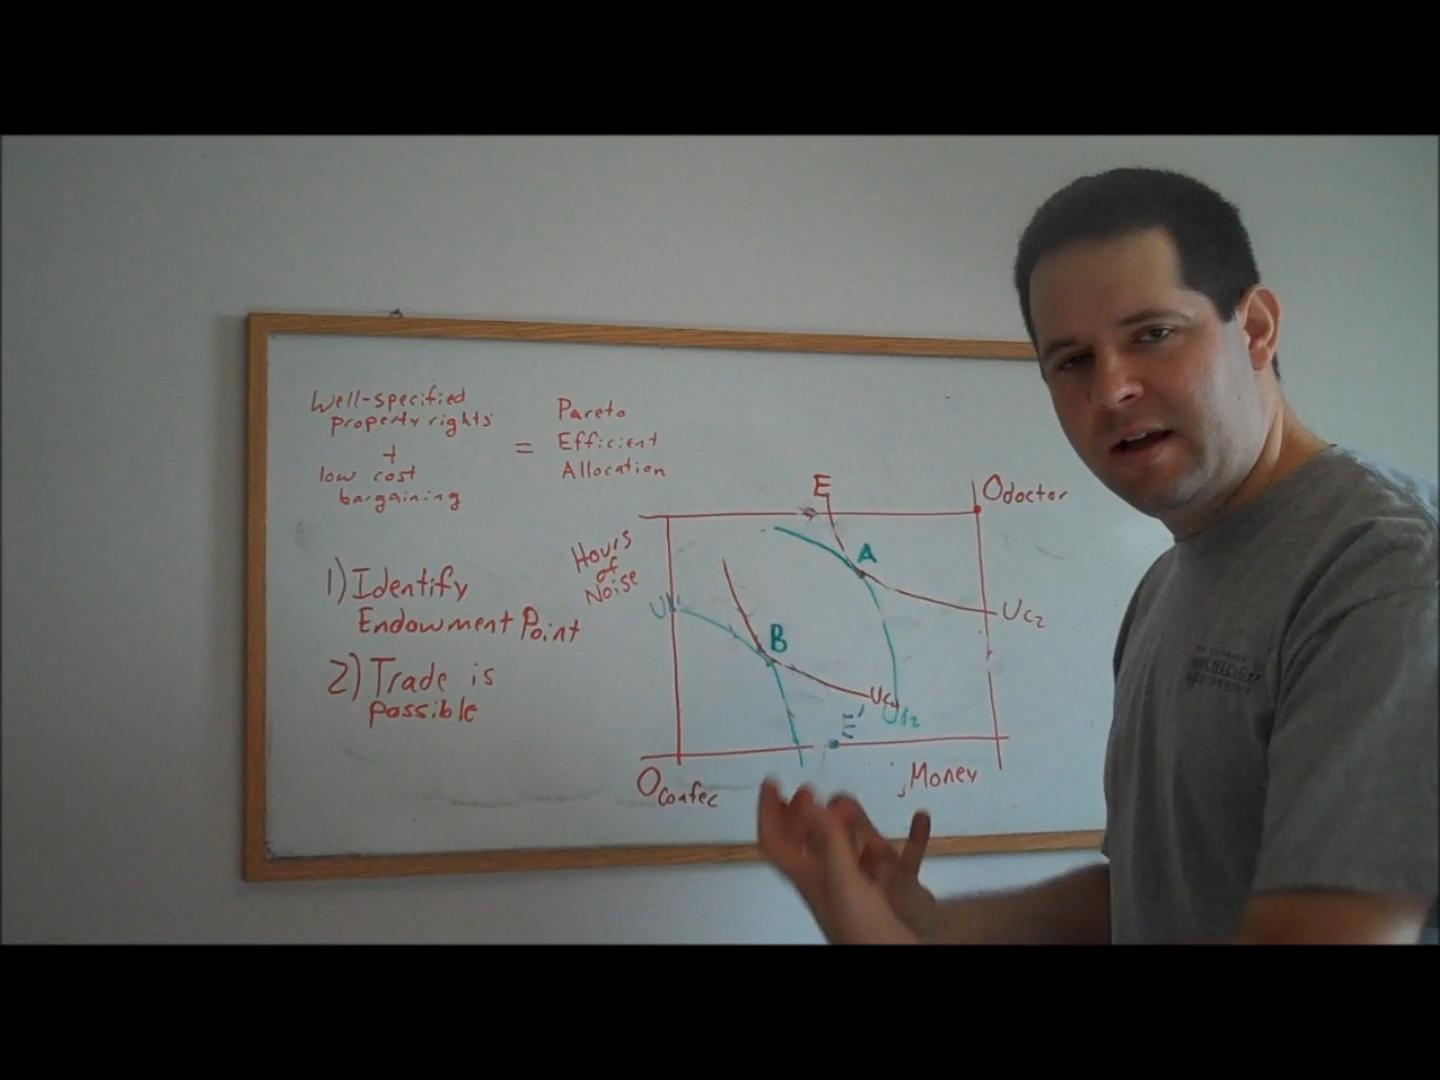 Well-specified
property rights
+
low cost
bargaining
=
Pareto
Efficient
Allocation
1) Identify
Endowment Point
2) Trade is
possible
Hours
of
Noise
E
Odoctor
A
UC2
B
E'
Oconfec
Money